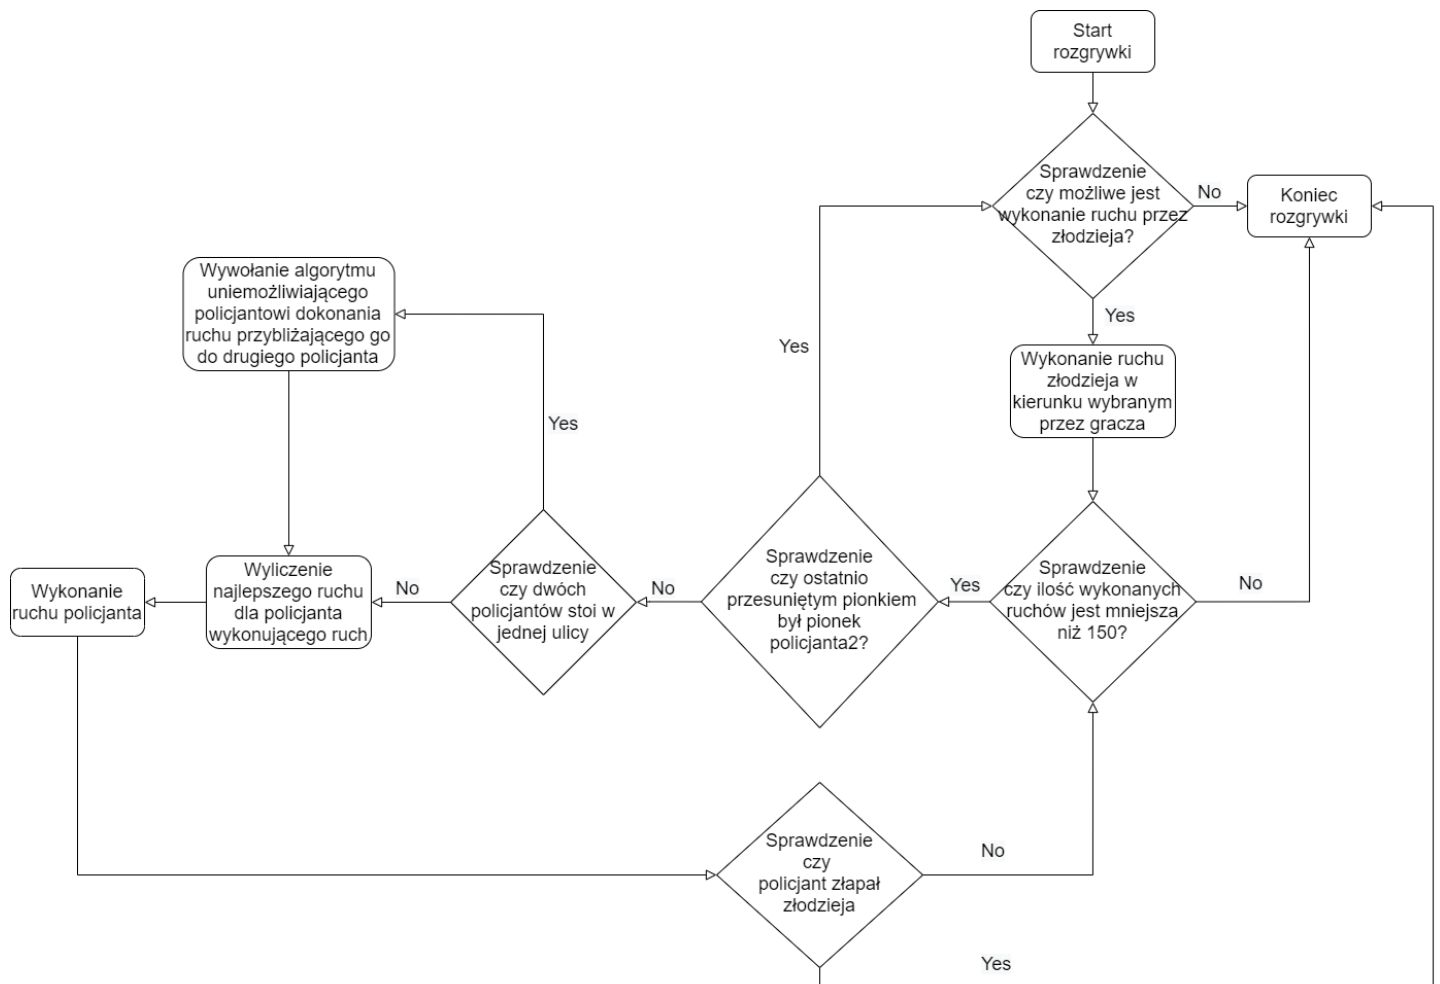 Start
rozgrywki
Sprawdzenie
czy możliwe jest
wykonanie ruchu przez
złodzieja?
No
Koniec
rozgrywki
Yes
Wykonanie ruchu
złodzieja w
kierunku wybranym
przez gracza
Sprawdzenie
czy ilość wykonanych
ruchów jest mniejsza
niż 150?
No
Yes
Sprawdzenie
czy ostatnio
przesuniętym pionkiem
był pionek
policjanta2?
Yes
No
Sprawdzenie
czy dwóch
policjantów stoi w
jednej ulicy
Yes
Wywołanie algorytmu
uniemożliwiającego
policjantowi dokonania
ruchu przybliżającego go
do drugiego policjanta
No
Wyliczenie
najlepszego ruchu
dla policjanta
wykonującego ruch
Wykonanie
ruchu policjanta
Sprawdzenie
czy
policjant złapał
złodzieja
No
Yes